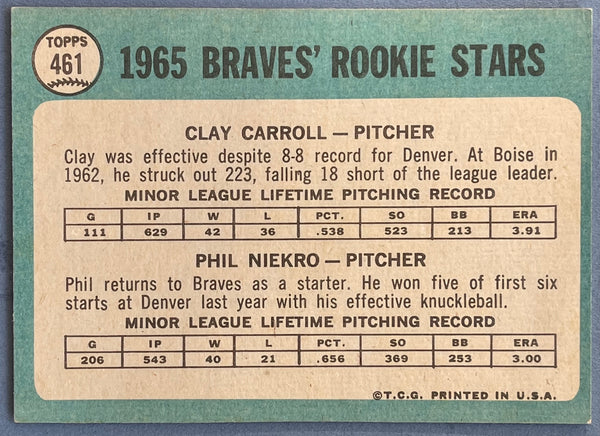 TOPPS
461
1965 BRAVES' ROOKIE STARS
CLAY CARROLL — PITCHER
Clay was effective despite 8-8 record for Denver. At Boise in
1962, he struck out 223, falling 18 short of the league leader.
MINOR LEAGUE LIFETIME PITCHING RECORD
G IP W L PCT. SO BB ERA
111 629 42 36 .538 523 213 3.91
PHIL NIEKRO — PITCHER
Phil returns to Braves as a starter. He won five of first six
starts at Denver last year with his effective knuckleball.
MINOR LEAGUE LIFETIME PITCHING RECORD
G IP W L PCT. SO BB ERA
206 543 40 21 .656 369 253 3.00
©T.C.G. PRINTED IN U.S.A.